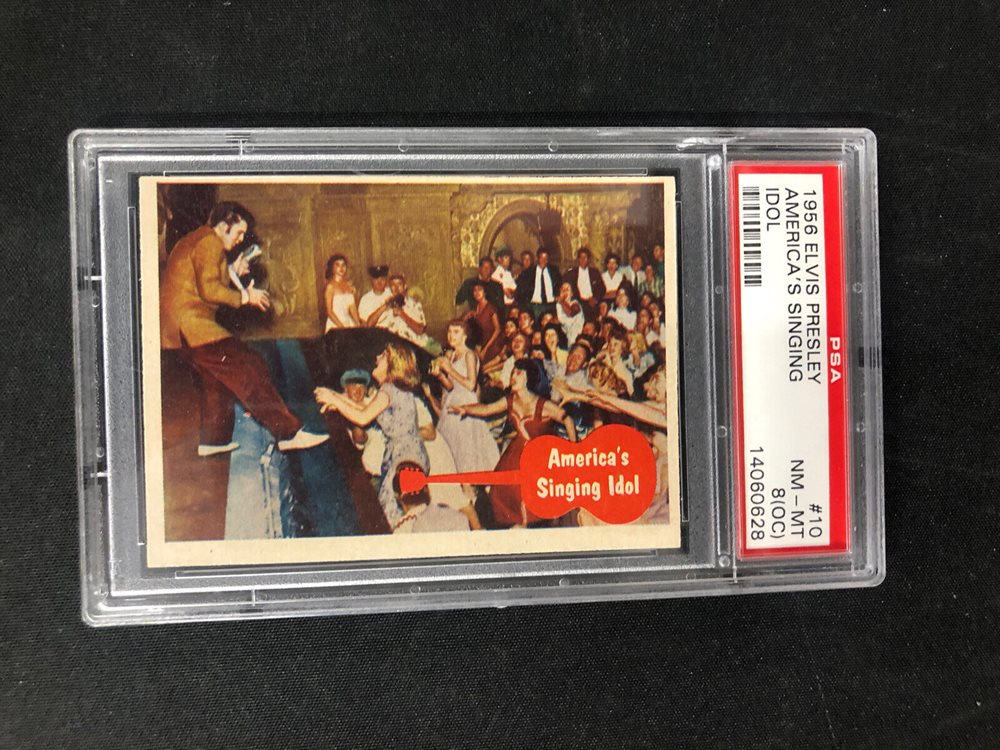 PSA
1956 ELVIS PRESLEY #10
AMERICA'S SINGING NM - MT
IDOL 8(OC)
14060628
America's
Singing Idol